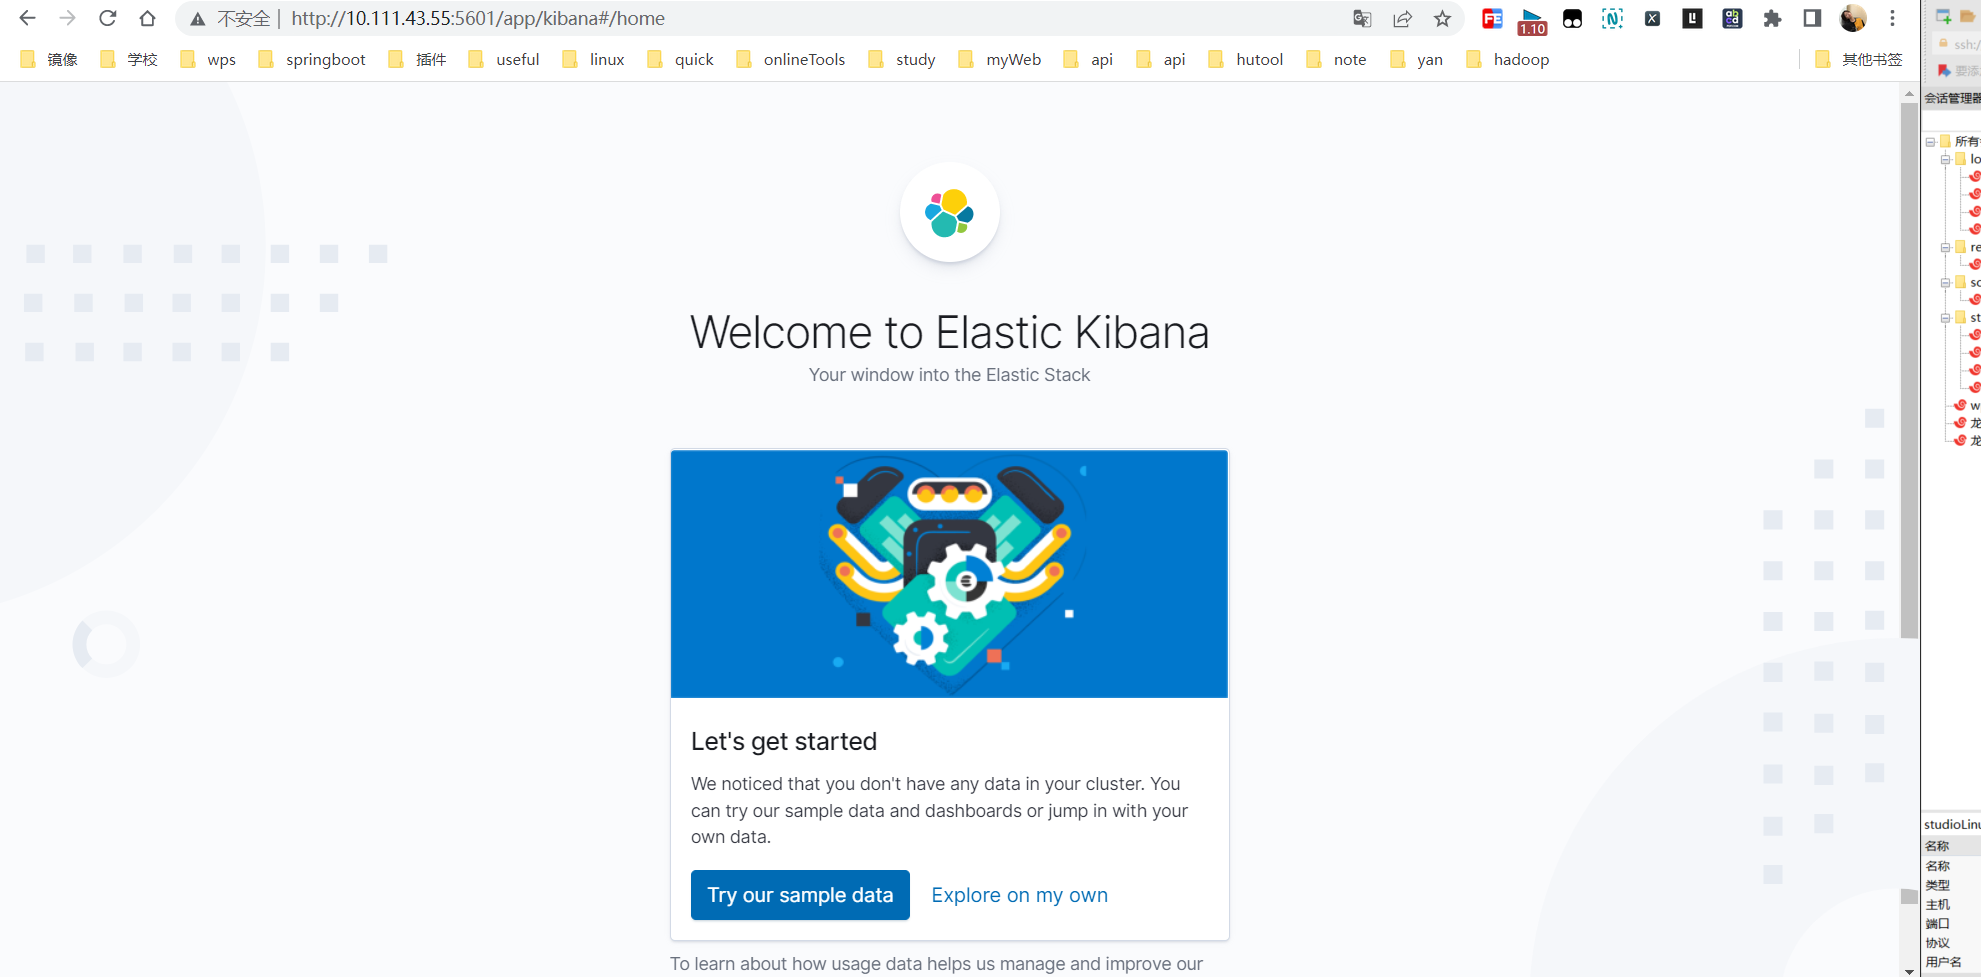 不安全 | http://10.111.43.55:5601/app/kibana#/home
1.10
镜像 学校 wps springboot 插件 useful linux quick onlineTools study myWeb api api hutool note yan hadoop 其他书签
Welcome to Elastic Kibana
Your window into the Elastic Stack
Let's get started
We noticed that you don't have any data in your cluster. You
can try our sample data and dashboards or jump in with your
own data.
Try our sample data Explore on my own
To learn about how usage data helps us manage and improve our
ssh:/
要添
会话管理器
所有
lo
re
sc
st
w
龙
龙
studioLinu
名称
名称
类型
主机
端口
协议
用户名